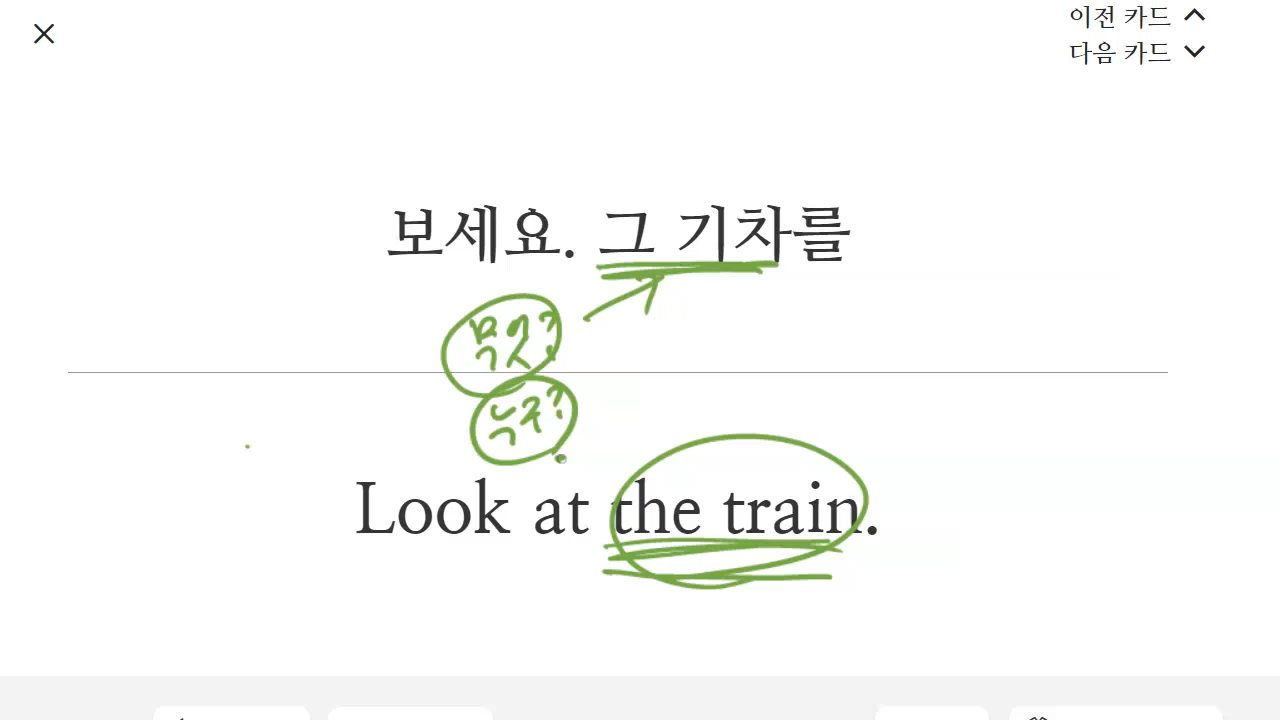 이전 카드
다음 카드
보세요. 그 기차를
무엇?
누구?
Look at the train.